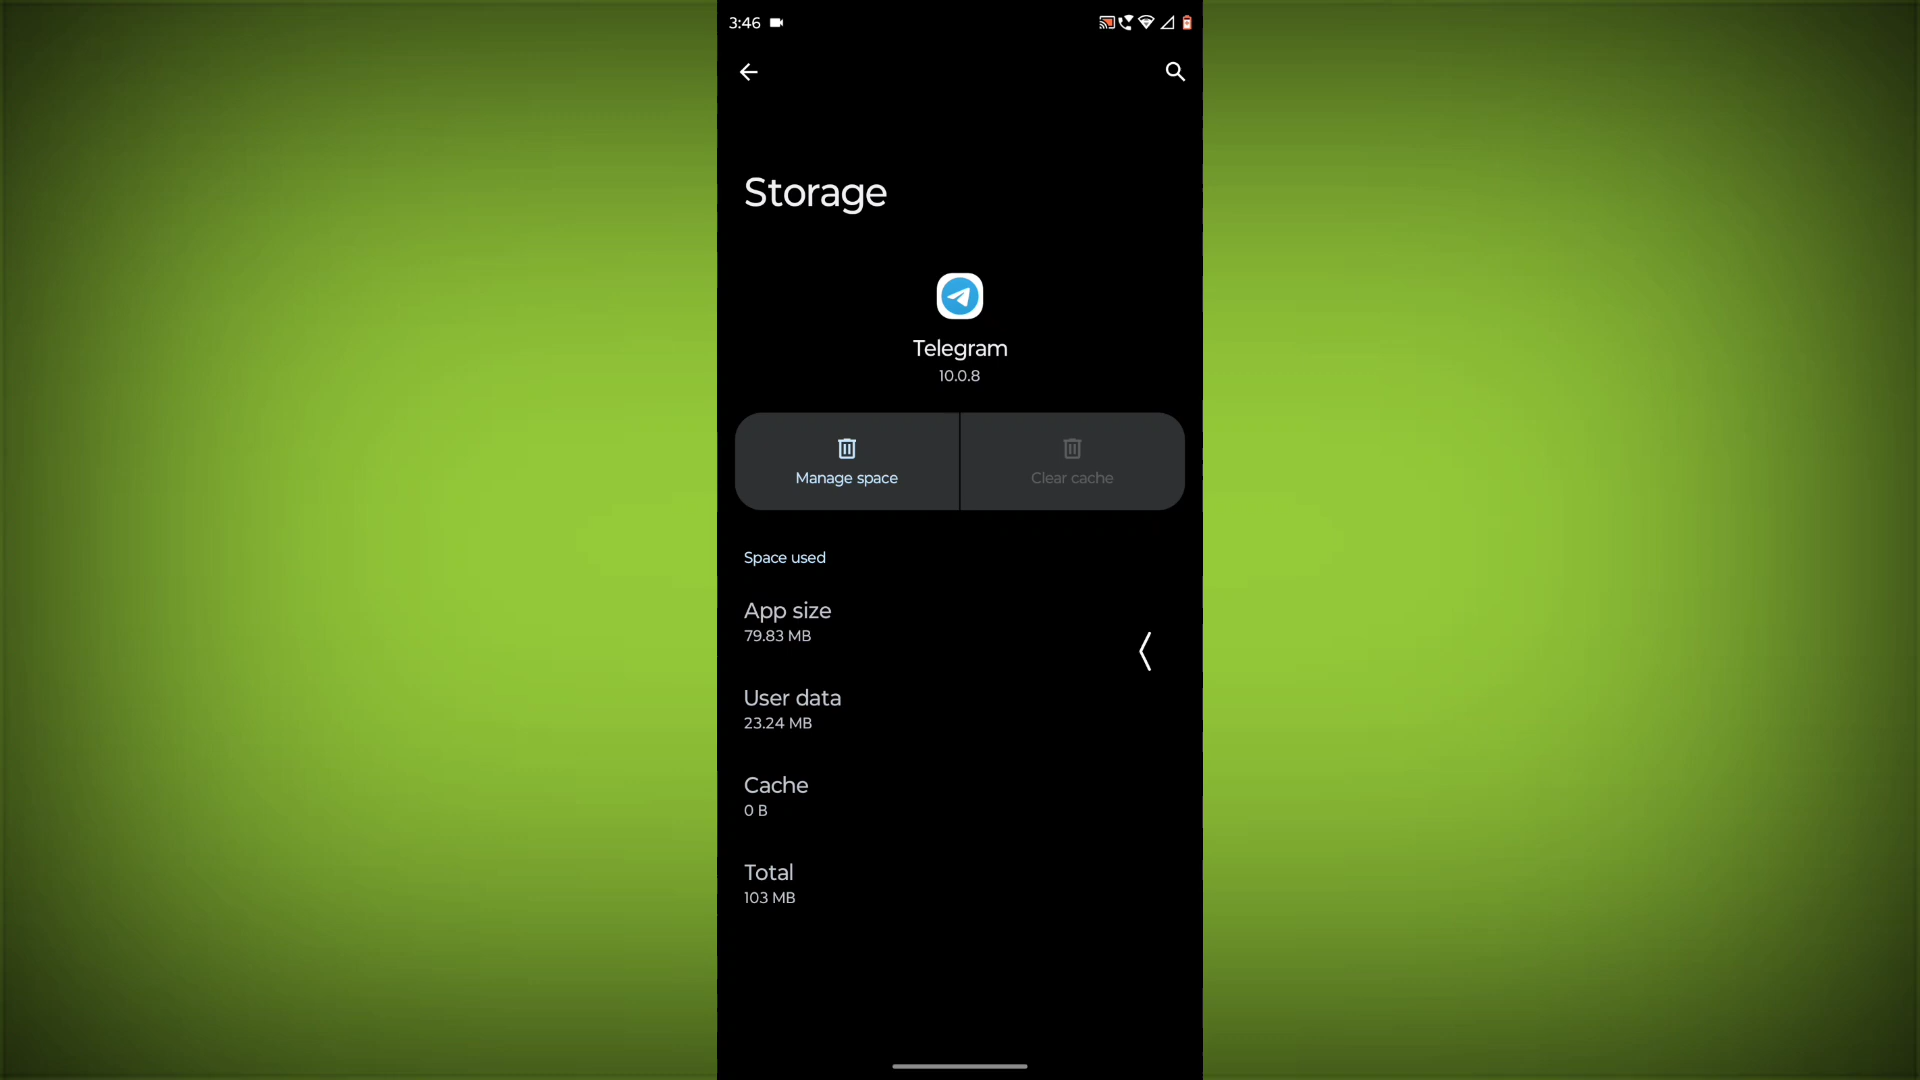 3:46
Storage
Telegram
10.0.8
Manage space
Clear cache
Space used
App size
79.83 MB
User data
23.24 MB
Cache
0 B
Total
103 MB